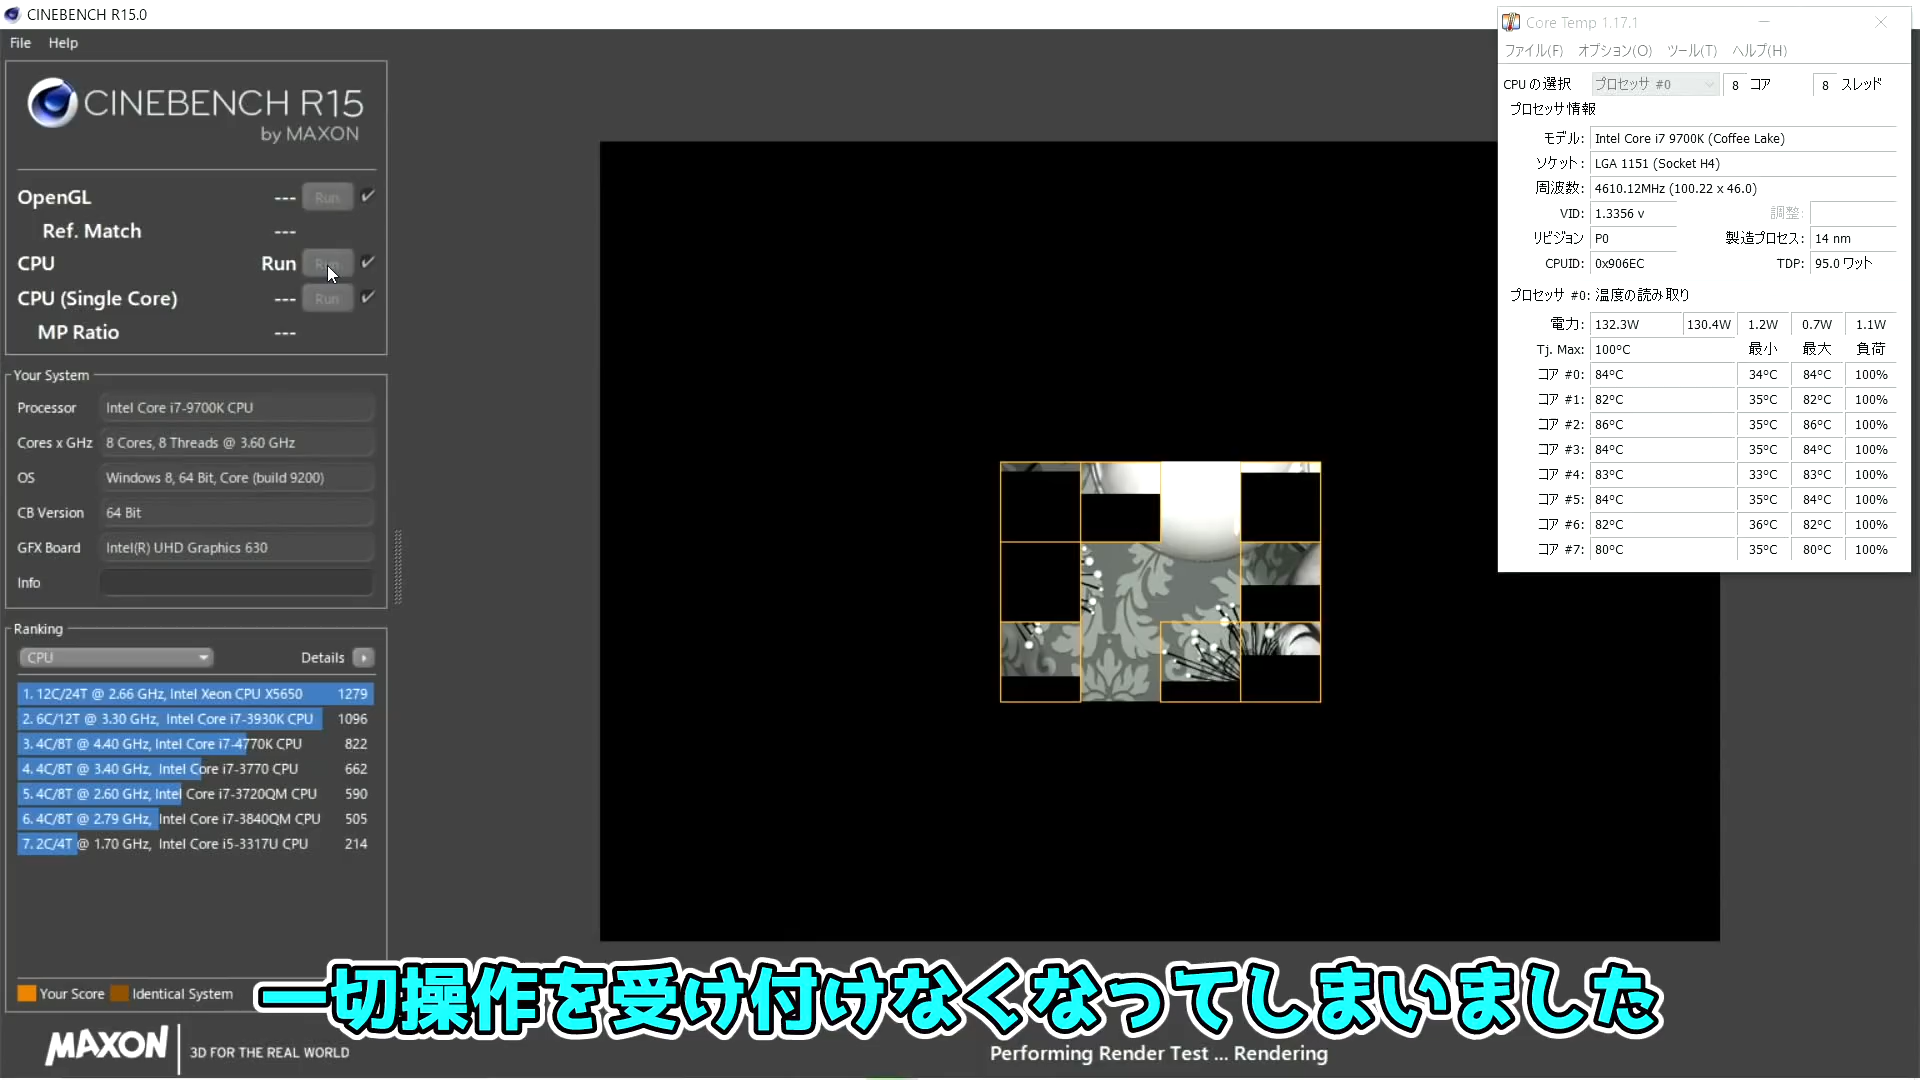 CINEBENCH R15.0
File Help
CINEBENCH R15
by MAXON
OpenGL --- Run
Ref. Match ---
CPU Run
CPU (Single Core) --- Run
MP Ratio ---
Your System
Processor Intel Core i7-9700K CPU
Cores x GHz 8 Cores, 8 Threads @ 3.60 GHz
OS Windows 8, 64 Bit, Core (build 9200)
CB Version 64 Bit
GFX Board Intel(R) UHD Graphics 630
Info
Ranking
CPU Details
1. 12C/24T @ 2.66 GHz, Intel Xeon CPU X5650 1279
2. 6C/12T @ 3.30 GHz, Intel Core i7-3930K CPU 1096
3. 4C/8T @ 4.40 GHz, Intel Core i7-4770K CPU 822
4. 4C/8T @ 3.40 GHz, Intel Core i7-3770 CPU 662
5. 4C/8T @ 2.60 GHz, Intel Core i7-3720QM CPU 590
6. 4C/8T @ 2.79 GHz, Intel Core i7-3840QM CPU 505
7. 2C/4T @ 1.70 GHz, Intel Core i5-3317U CPU 214
Your Score Identical System
MAXON 3D FOR THE REAL WORLD
Core Temp 1.17.1
ファイル(F) オプション(O) ツール(T) ヘルプ(H)
CPU の選択 プロセッサ #0 8 コア 8 スレッド
プロセッサ情報
モデル: Intel Core i7 9700K (Coffee Lake)
ソケット: LGA 1151 (Socket H4)
周波数: 4610.12MHz (100.22 x 46.0)
VID: 1.3356 v 調整:
リビジョン P0 製造プロセス: 14 nm
CPUID: 0x906EC TDP: 95.0 ワット
プロセッサ #0: 温度の読み取り
電力: 132.3W 130.4W 1.2W 0.7W 1.1W
Tj. Max: 100°C 最小 最大 負荷
コア #0: 84°C 34°C 84°C 100%
コア #1: 82°C 35°C 82°C 100%
コア #2: 86°C 35°C 86°C 100%
コア #3: 84°C 35°C 84°C 100%
コア #4: 83°C 33°C 83°C 100%
コア #5: 84°C 35°C 84°C 100%
コア #6: 82°C 36°C 82°C 100%
コア #7: 80°C 35°C 80°C 100%
一切操作を受け付けなくなってしまいました
Performing Render Test ... Rendering